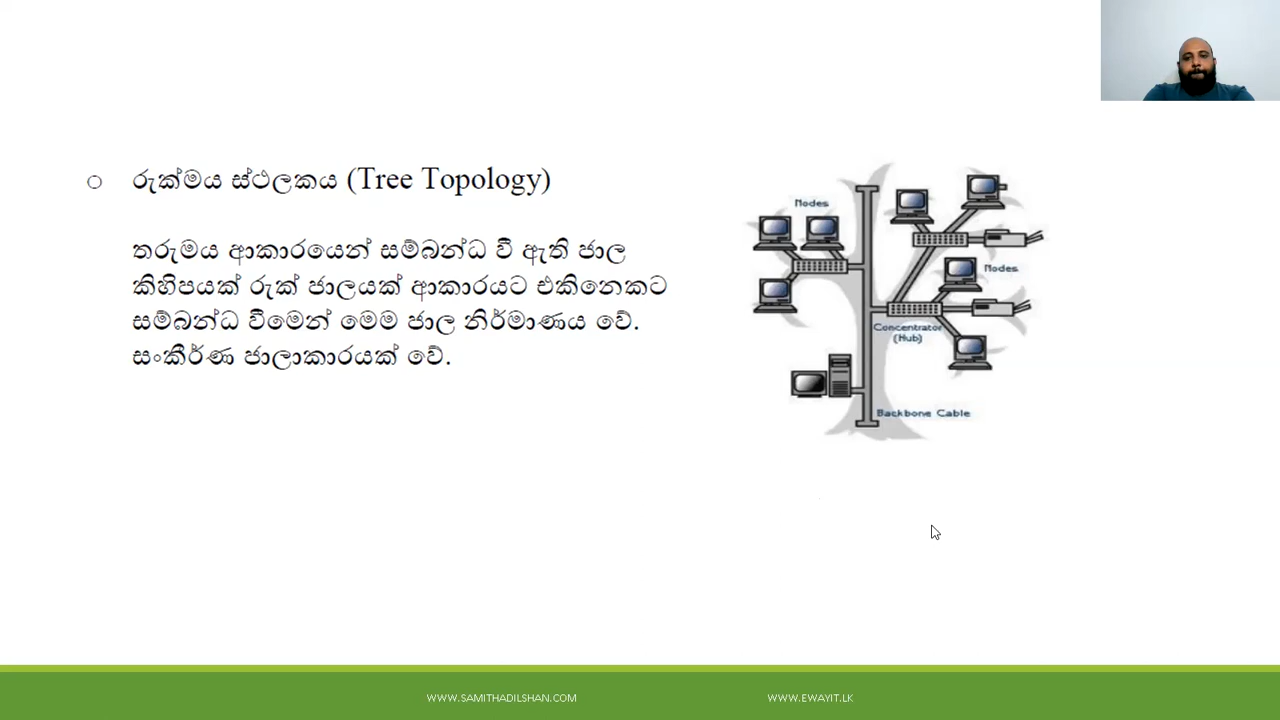 රුක්මය ස්ථලකය (Tree Topology)
තරුමය ආකාරයෙන් සම්බන්ධ වී ඇති ජාල
කිහිපයක් රුක් ජාලයක් ආකාරයට එකිනෙකට
සම්බන්ධ වීමෙන් මෙම ජාල නිර්මාණය වේ.
සංකීර්ණ ජාලාකාරයක් වේ.
Nodes
Nodes
Concentrator
(Hub)
Backbone Cable
WWW.SAMITHADILSHAN.COM
WWW.EWAYIT.LK